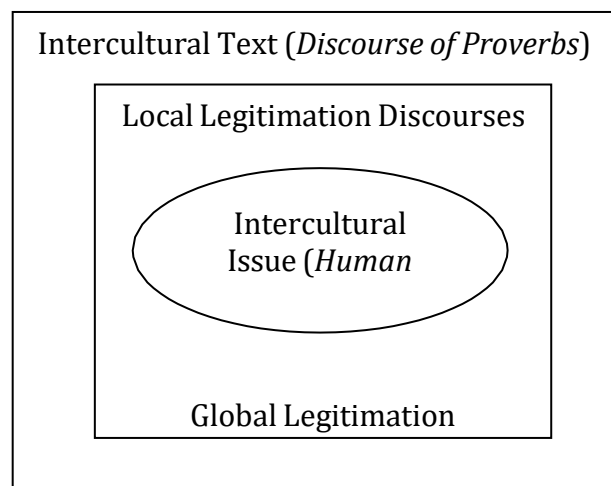 Intercultural Text (Discourse of Proverbs)
Local Legitimation Discourses
Intercultural
Issue (Human
Global Legitimation